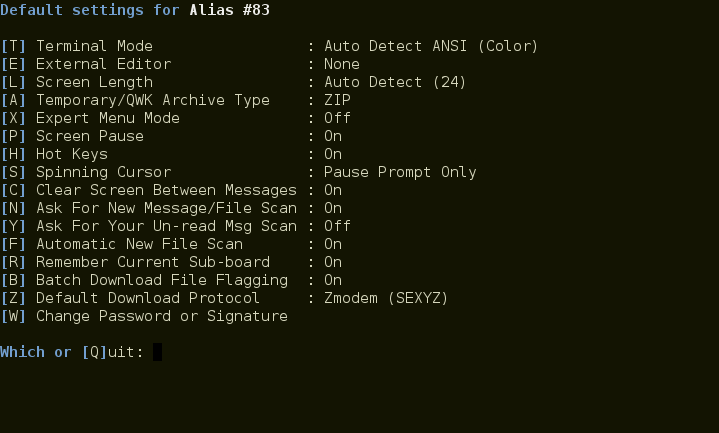 Default settings for Alias #83
[T] Terminal Mode : Auto Detect ANSI (Color)
[E] External Editor : None
[L] Screen Length : Auto Detect (24)
[A] Temporary/QWK Archive Type : ZIP
[X] Expert Menu Mode : Off
[P] Screen Pause : On
[H] Hot Keys : On
[S] Spinning Cursor : Pause Prompt Only
[C] Clear Screen Between Messages : On
[N] Ask For New Message/File Scan : On
[Y] Ask For Your Un-read Msg Scan : Off
[F] Automatic New File Scan : On
[R] Remember Current Sub-board : On
[B] Batch Download File Flagging : On
[Z] Default Download Protocol : Zmodem (SEXYZ)
[W] Change Password or Signature
Which or [Q]uit: